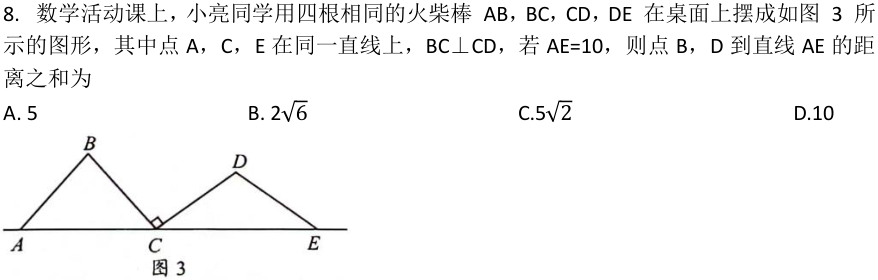 8. 数学活动课上，小亮同学用四根相同的火柴棒 AB，BC，CD，DE 在桌面上摆成如图 3 所
示的图形，其中点 A，C，E 在同一直线上，BC⊥CD，若 AE=10，则点 B，D 到直线 AE 的距
离之和为
A. 5 B. 2√6 C.5√2 D.10
B
D
A C E
图 3